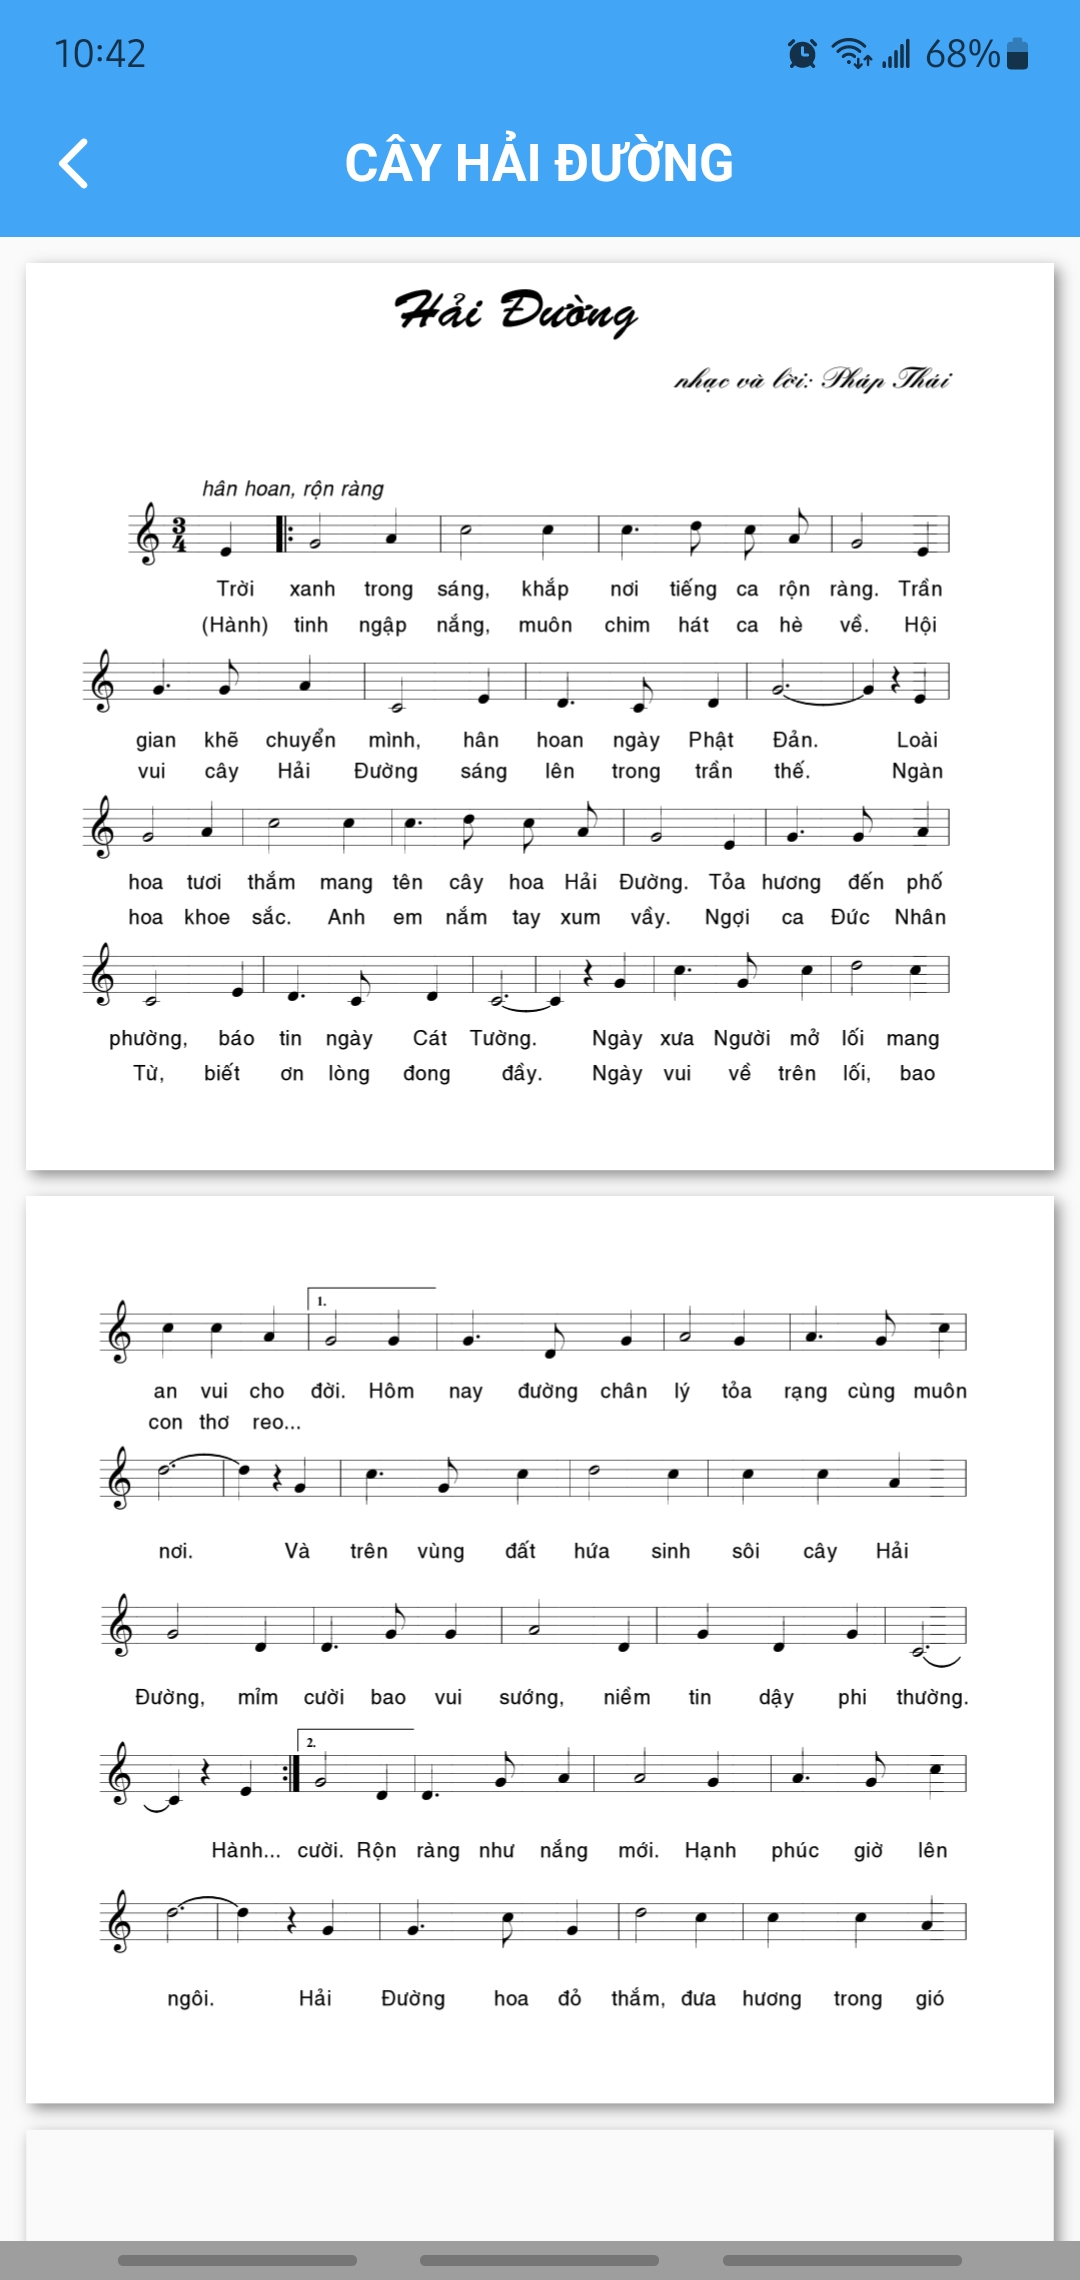 10:42
68%
CÂY HẢI ĐƯỜNG
Hải Đường
nhạc và lời: Pháp Thái
hân hoan, rộn ràng
3
4
Trời xanh trong sáng, khắp nơi tiếng ca rộn ràng. Trần
(Hành) tinh ngập nắng, muôn chim hát ca hè về. Hội
gian khẽ chuyển mình, hân hoan ngày Phật Đản. Loài
vui cây Hải Đường sáng lên trong trần thế. Ngàn
hoa tươi thắm mang tên cây hoa Hải Đường. Tỏa hương đến phố
hoa khoe sắc. Anh em nắm tay xum vầy. Ngợi ca Đức Nhân
phường, báo tin ngày Cát Tường. Ngày xưa Người mở lối mang
Từ, biết ơn lòng đong đầy. Ngày vui về trên lối, bao
1.
an vui cho đời. Hôm nay đường chân lý tỏa rạng cùng muôn
con thơ reo...
nơi. Và trên vùng đất hứa sinh sôi cây Hải
Đường, mỉm cười bao vui sướng, niềm tin dậy phi thường.
2.
Hành... cười. Rộn ràng như nắng mới. Hạnh phúc giờ lên
ngôi. Hải Đường hoa đỏ thắm, đưa hương trong gió